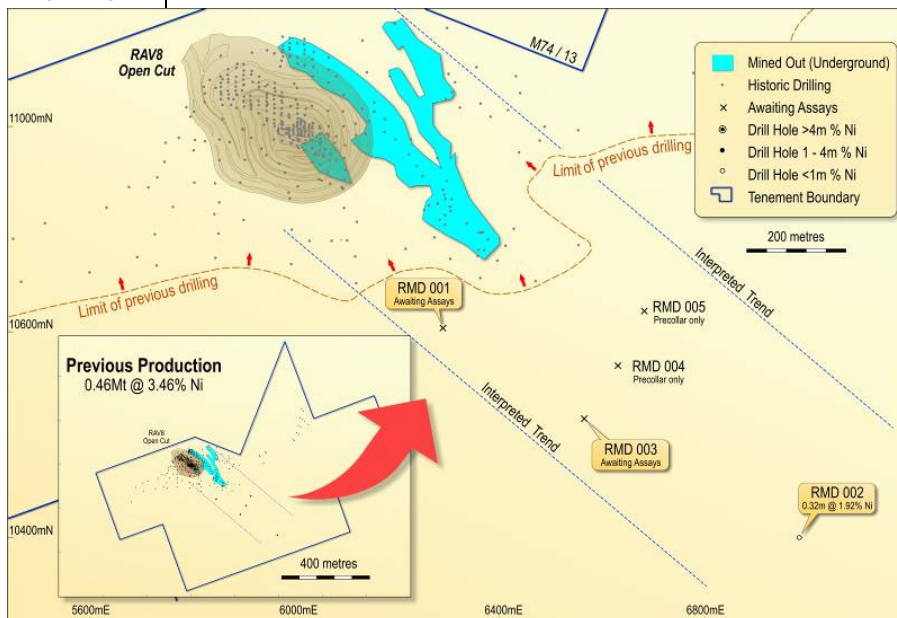 RAV8
Open Cut
M74 / 13
Mined Out (Underground)
Historic Drilling
Awaiting Assays
Drill Hole >4m % Ni
Drill Hole 1 - 4m % Ni
Drill Hole <1m % Ni
Tenement Boundary
200 metres
11000mN
Limit of previous drilling
Limit of previous drilling
RMD 001
Awaiting Assays
RMD 005
Precollar only
Interpreted Trend
10600mN
RMD 004
Precollar only
Previous Production
0.46Mt @ 3.46% Ni
RAV8
Open Cut
400 metres
Interpreted Trend
RMD 003
Awaiting Assays
RMD 002
0.32m @ 1.92% Ni
10400mN
5600mE
6000mE
6400mE
6800mE